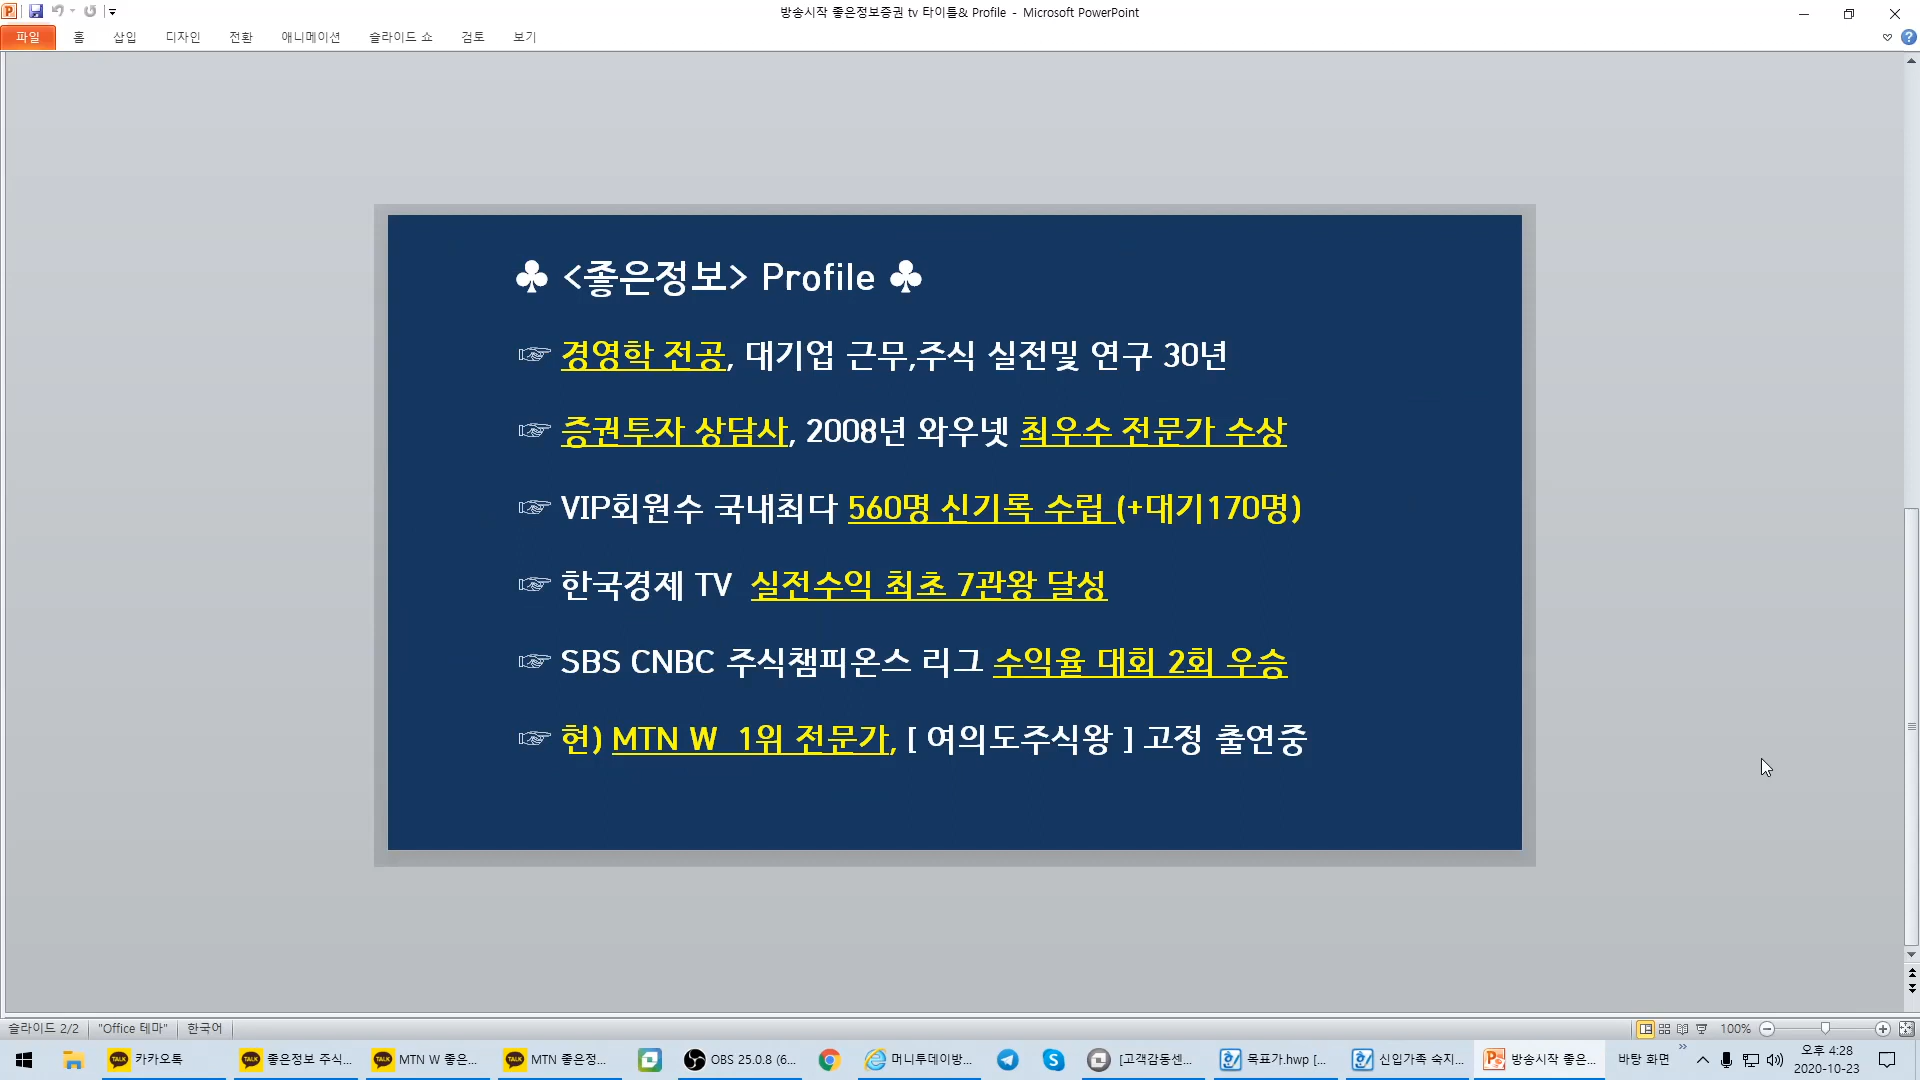 방송시작 좋은정보증권 tv 타이틀& Profile - Microsoft PowerPoint
파일 홈 삽입 디자인 전환 애니메이션 슬라이드 쇼 검토 보기
♣ <좋은정보> Profile ♣
☞ 경영학 전공, 대기업 근무,주식 실전및 연구 30년
☞ 증권투자 상담사, 2008년 와우넷 최우수 전문가 수상
☞ VIP회원수 국내최다 560명 신기록 수립 (+대기170명)
☞ 한국경제 TV 실전수익 최초 7관왕 달성
☞ SBS CNBC 주식챔피온스 리그 수익율 대회 2회 우승
☞ 현) MTN W 1위 전문가, [ 여의도주식왕 ] 고정 출연중
슬라이드 2/2 "Office 테마" 한국어 100%
카카오톡 좋은정보 주식... MTN W 좋은... MTN 좋은정... OBS 25.0.8 (6... 머니투데이방... [고객감동센... 목표가.hwp [... 신입가족 숙지... 방송시작 좋은... 바탕 화면 오후 4:28
2020-10-23